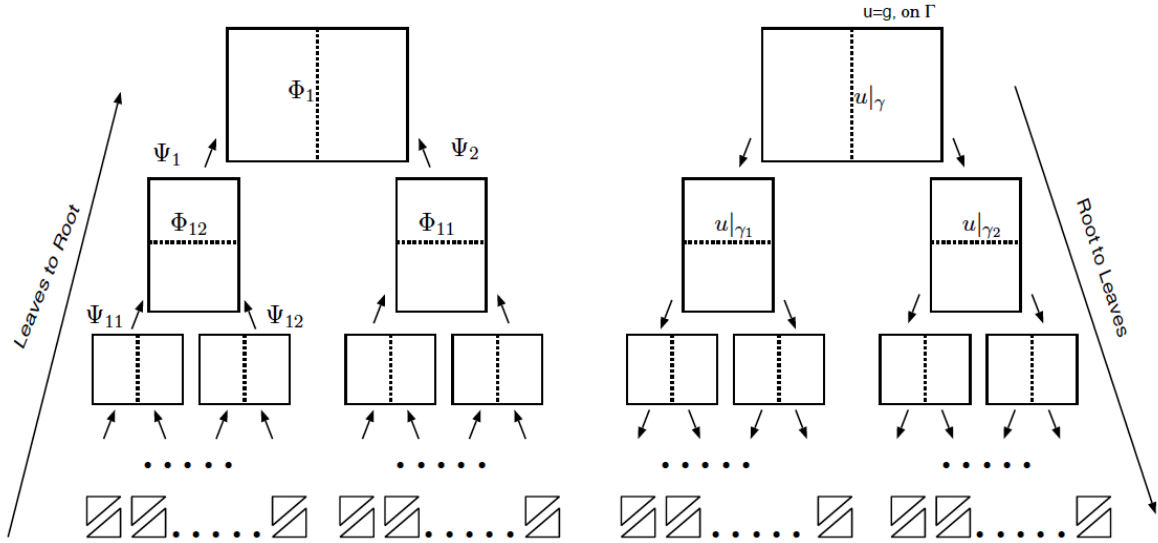 u=g, on Γ
Φ₁
u|γ
Ψ₁
Ψ₂
Φ₁₂
Φ₁₁
u|γ₁
u|γ₂
Leaves to Root
Root to Leaves
Ψ₁₁
Ψ₁₂